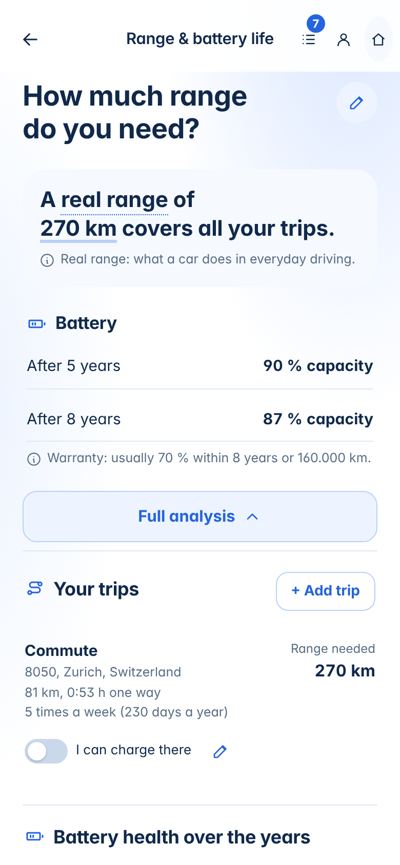 Range & battery life
7
How much range
do you need?
A real range of
270 km covers all your trips.
Real range: what a car does in everyday driving.
Battery
After 5 years
90 % capacity
After 8 years
87 % capacity
Warranty: usually 70 % within 8 years or 160.000 km.
Full analysis
Your trips
+ Add trip
Commute
Range needed
8050, Zurich, Switzerland
270 km
81 km, 0:53 h one way
5 times a week (230 days a year)
I can charge there
Battery health over the years